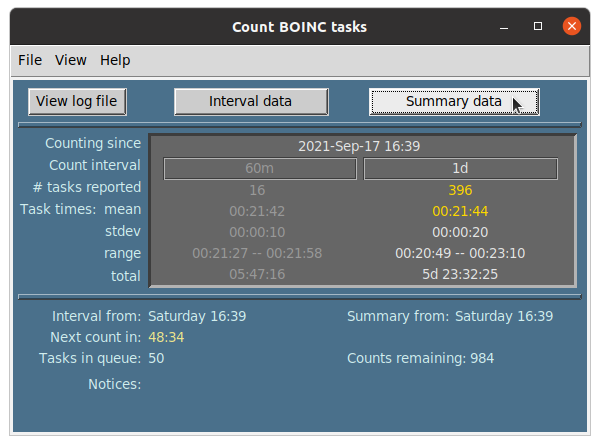 Count BOINC tasks
File View Help
View log file Interval data Summary data
Counting since 2021-Sep-17 16:39
Count interval 60m 1d
# tasks reported 16 396
Task times: mean 00:21:42 00:21:44
stdev 00:00:10 00:00:20
range 00:21:27 -- 00:21:58 00:20:49 -- 00:23:10
total 05:47:16 5d 23:32:25
Interval from: Saturday 16:39 Summary from: Saturday 16:39
Next count in: 48:34
Tasks in queue: 50 Counts remaining: 984
Notices: